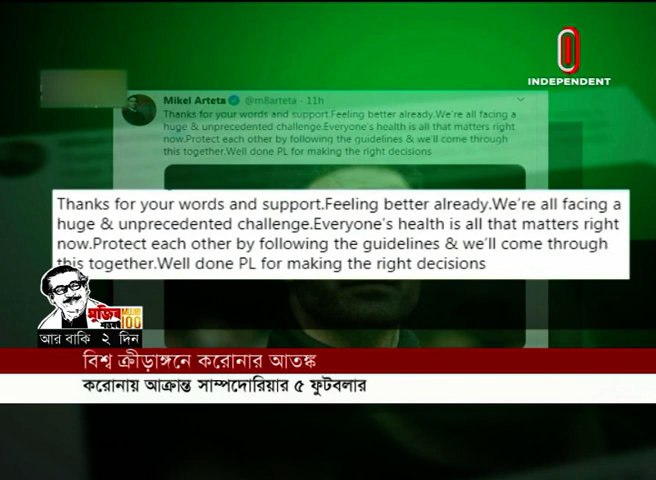 INDEPENDENT
Mikel Arteta @m8arteta · 11h
Thanks for your words and support.Feeling better already.We're all facing a
huge & unprecedented challenge.Everyone's health is all that matters right
now.Protect each other by following the guidelines & we'll come through
this together.Well done PL for making the right decisions
Thanks for your words and support.Feeling better already.We're all facing a
huge & unprecedented challenge.Everyone's health is all that matters right
now.Protect each other by following the guidelines & we'll come through
this together.Well done PL for making the right decisions
মুজিব MUJIB
শতবর্ষ 100
আর বাকি ২ দিন
বিশ্ব ক্রীড়াঙ্গনে করোনার আতঙ্ক
করোনায় আক্রান্ত সাম্পদোরিয়ার ৫ ফুটবলার